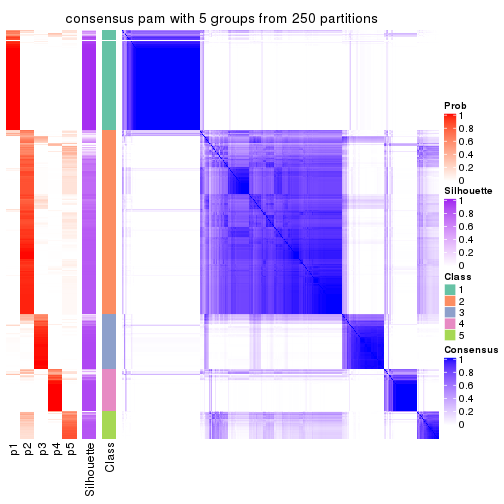 consensus pam with 5 groups from 250 partitions
Prob
1
0.8
0.6
0.4
0.2
0
Silhouette
1
0.8
0.6
0.4
0.2
0
Class
1
2
3
4
5
Consensus
1
0.8
0.6
0.4
0.2
0
p1
p2
p3
p4
p5
Silhouette
Class